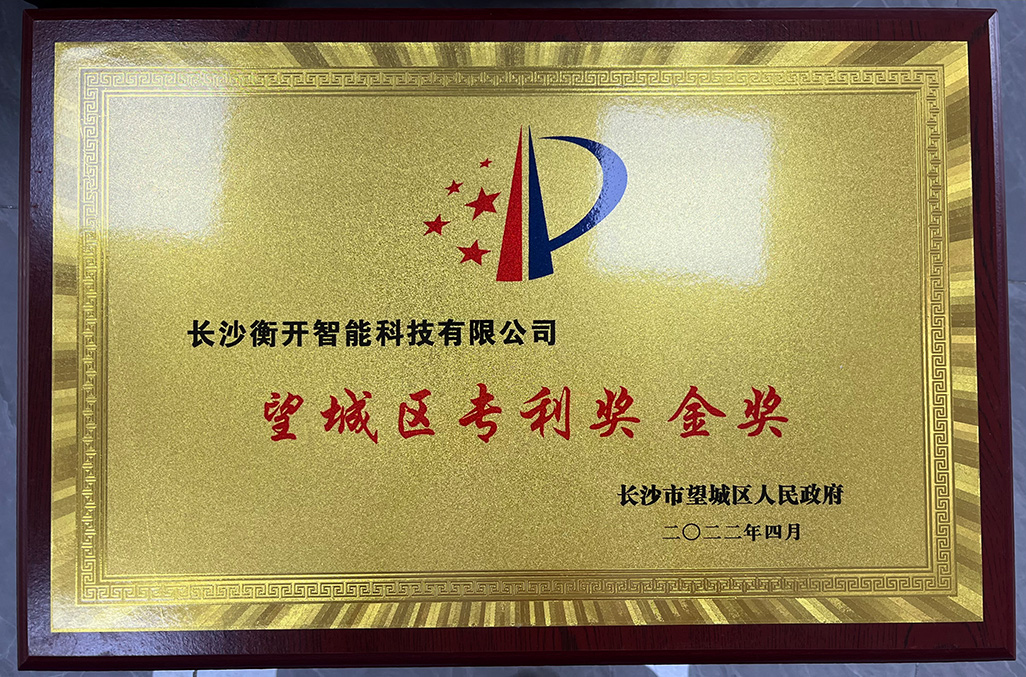 长沙衡开智能科技有限公司
望城区专利奖 金奖
长沙市望城区人民政府
二〇二二年四月